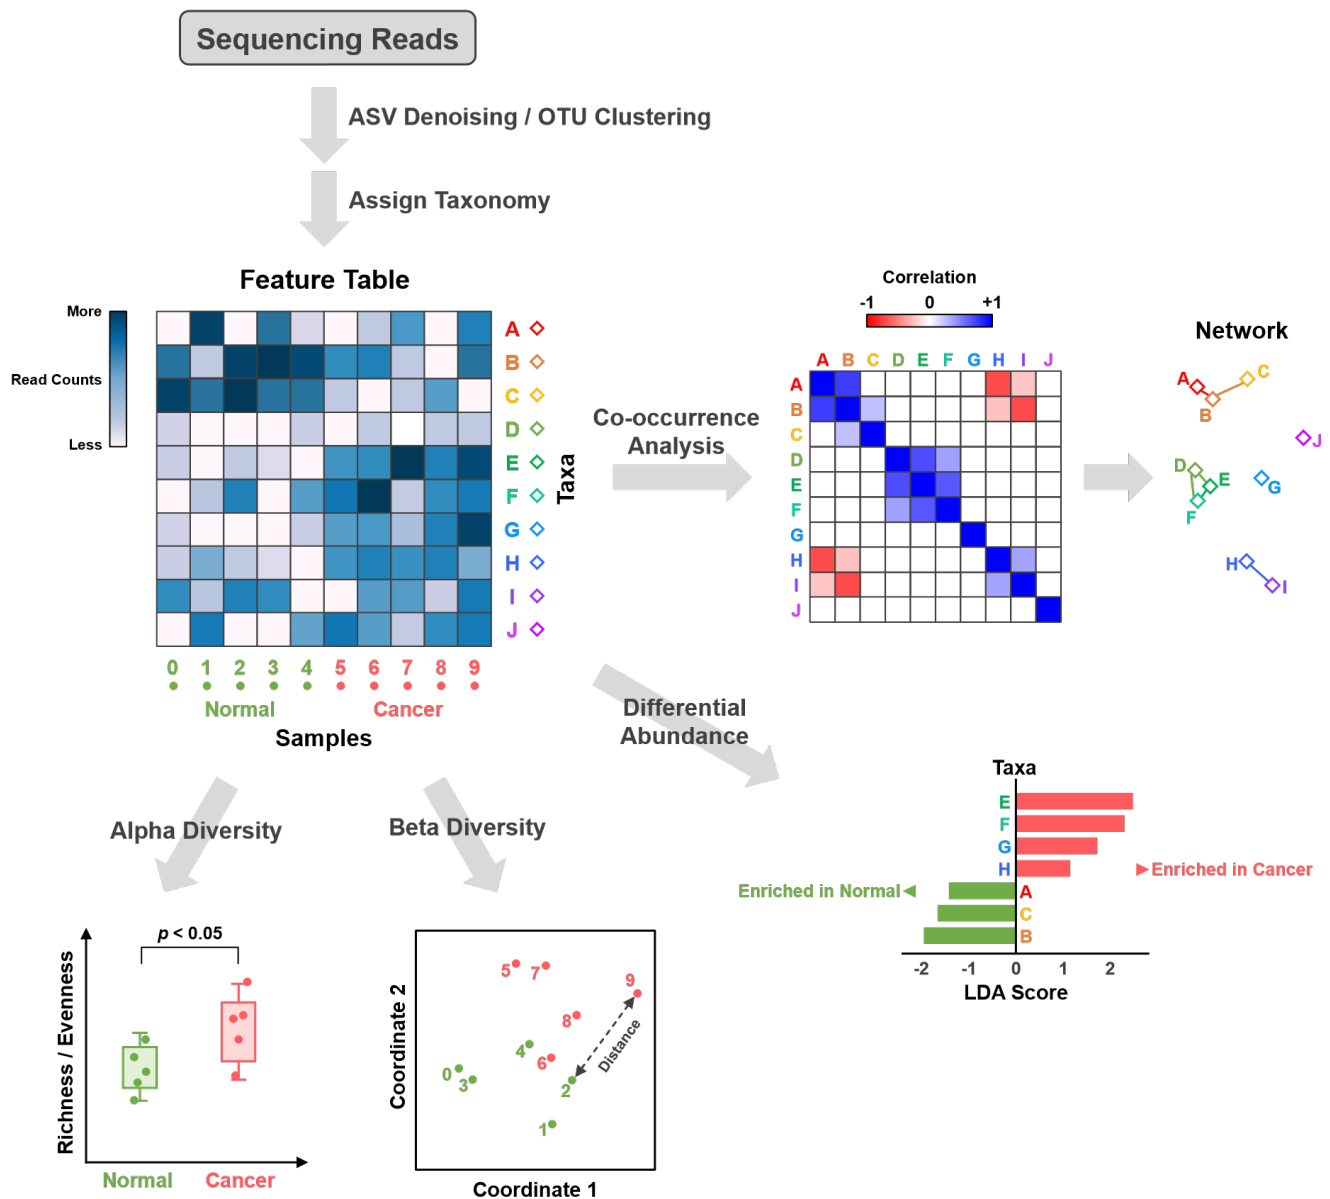 Sequencing Reads
ASV Denoising / OTU Clustering
Assign Taxonomy
Feature Table
More
Read Counts
Less
A
B
C
D
E
F
G
H
I
J
Taxa
0 1 2 3 4 5 6 7 8 9
Normal Cancer
Samples
Co-occurrence
Analysis
Correlation
-1 0 +1
A B C D E F G H I J
A
B
C
D
E
F
G
H
I
J
Network
A
C
B
J
D
E
G
F
H
I
Differential
Abundance
Taxa
E
F
G
H
Enriched in Cancer
Enriched in Normal
A
C
B
-2 -1 0 1 2
LDA Score
Alpha Diversity
Richness / Evenness
p < 0.05
Normal Cancer
Beta Diversity
Coordinate 2
5 7
9
8
4
6
Distance
0
3
2
1
Coordinate 1